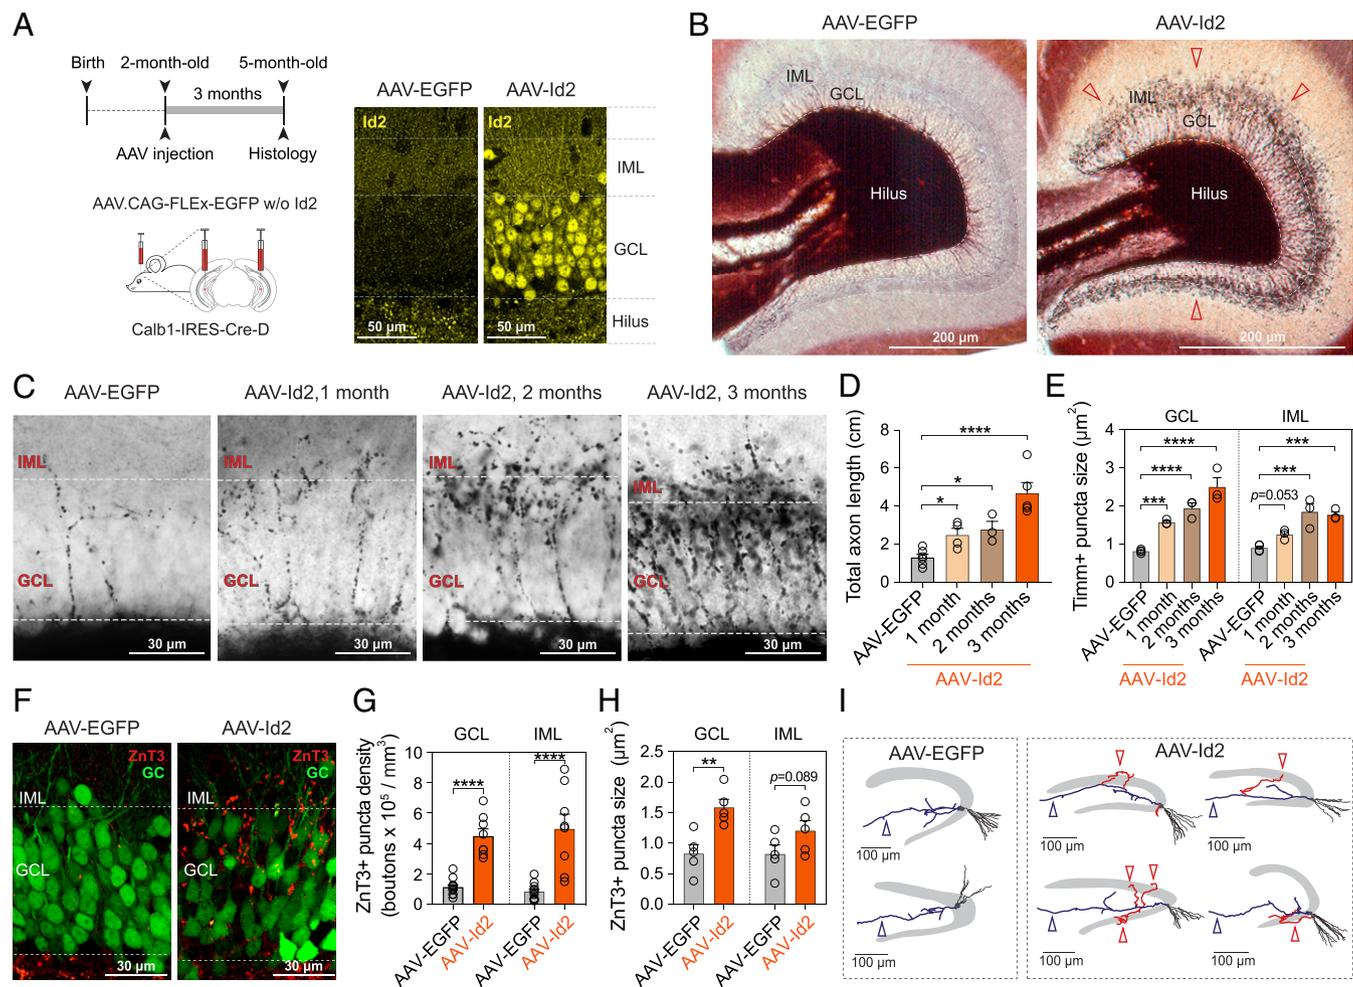 A
Birth
2-month-old
5-month-old
3 months
AAV injection
Histology
AAV.CAG-FLEx-EGFP w/o Id2
Calb1-IRES-Cre-D
AAV-EGFP
AAV-Id2
Id2
Id2
IML
GCL
Hilus
50 µm
50 µm
B
AAV-EGFP
AAV-Id2
IML
GCL
Hilus
200 µm
IML
GCL
Hilus
200 µm
C
AAV-EGFP
AAV-Id2,1 month
AAV-Id2, 2 months
AAV-Id2, 3 months
IML
GCL
30 µm
IML
GCL
30 µm
IML
GCL
30 µm
IML
GCL
30 µm
D
Total axon length (cm)
8
6
4
2
0
****
*
*
AAV-EGFP
1 month
2 months
3 months
AAV-Id2
E
Timm+ puncta size (µm²)
GCL
IML
4
3
2
1
0
****
****
***
***
***
p=0.053
AAV-EGFP
1 month
2 months
3 months
AAV-EGFP
1 month
2 months
3 months
AAV-Id2
AAV-Id2
F
AAV-EGFP
AAV-Id2
ZnT3
GC
IML
GCL
30 µm
ZnT3
GC
IML
GCL
30 µm
G
ZnT3+ puncta density
(boutons x 10⁵ / mm³)
GCL
IML
10
8
6
4
2
0
****
****
AAV-EGFP
AAV-Id2
AAV-EGFP
AAV-Id2
H
ZnT3+ puncta size (µm²)
GCL
IML
2.5
2.0
1.5
1.0
0.5
0.0
**
p=0.089
AAV-EGFP
AAV-Id2
AAV-EGFP
AAV-Id2
I
AAV-EGFP
AAV-Id2
100 µm
100 µm
100 µm
100 µm
100 µm
100 µm